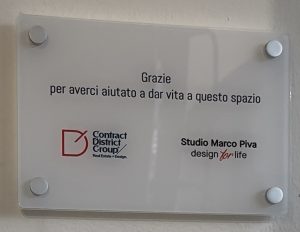 Grazie
per averci aiutato a dar vita a questo spazio
Contract
District
Group
Real Estate + Design
Studio Marco Piva
design for life